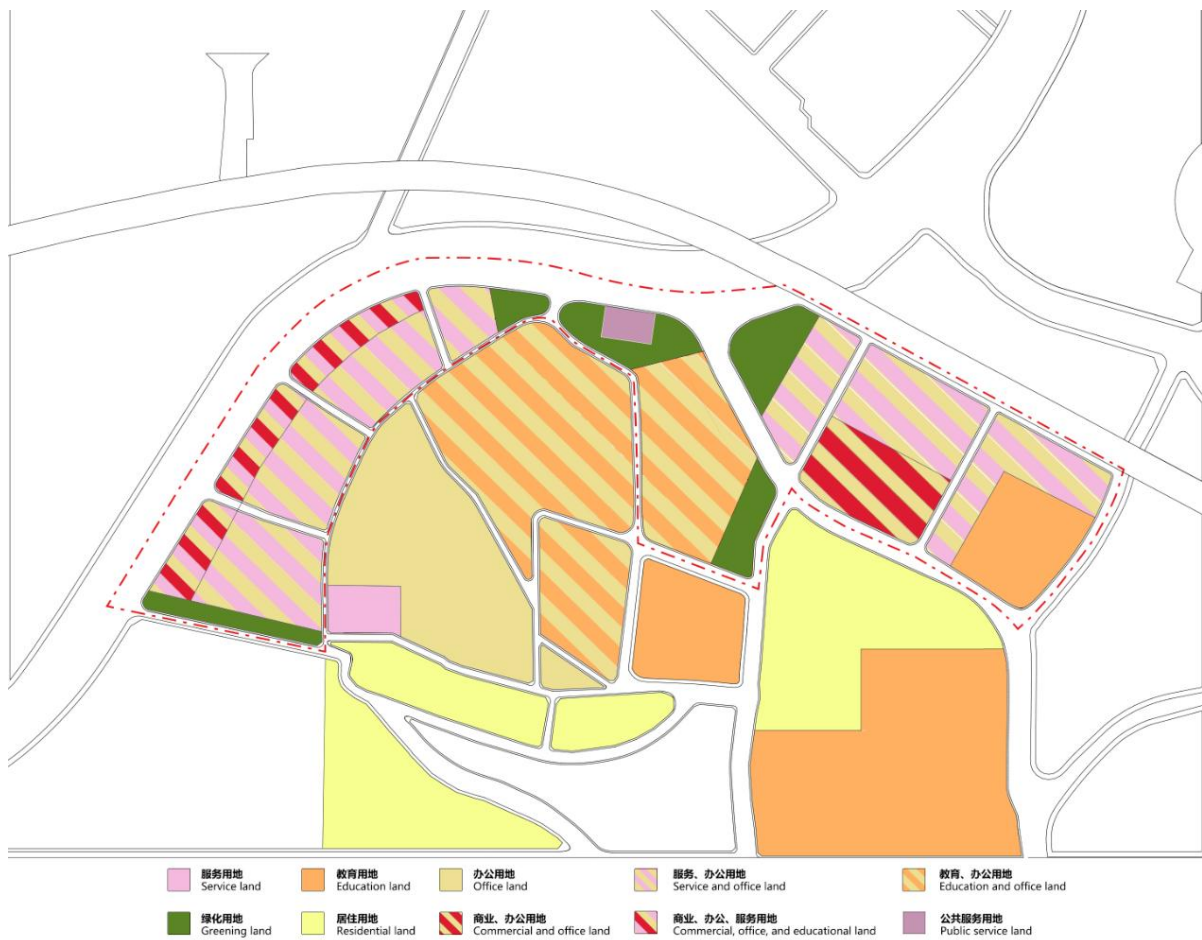 服务用地
Service land
教育用地
Education land
办公用地
Office land
服务、办公用地
Service and office land
教育、办公用地
Education and office land
绿化用地
Greening land
居住用地
Residential land
商业、办公用地
Commercial and office land
商业、办公、服务用地
Commercial, office, and educational land
公共服务用地
Public service land